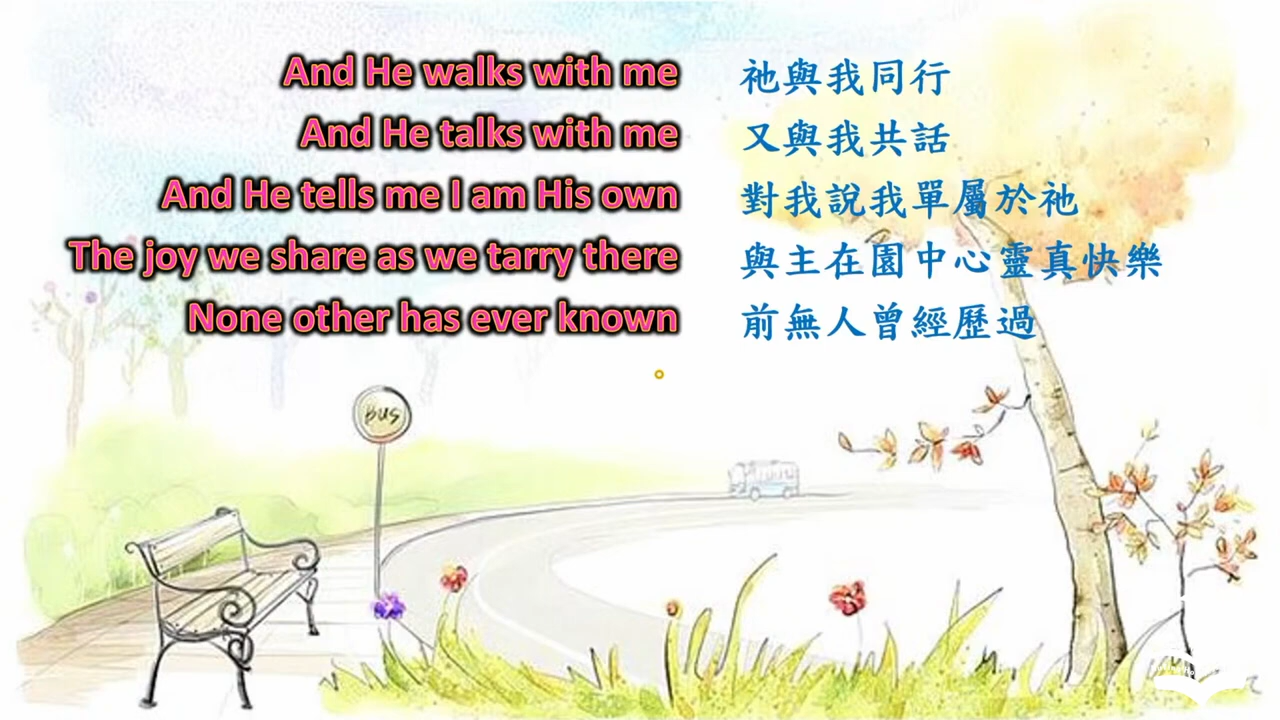 And He walks with me
And He talks with me
And He tells me I am His own
The joy we share as we tarry there
None other has ever known
祂與我同行
又與我共話
對我說我單屬於祂
與主在園中心靈真快樂
前無人曾經歷過
BUS